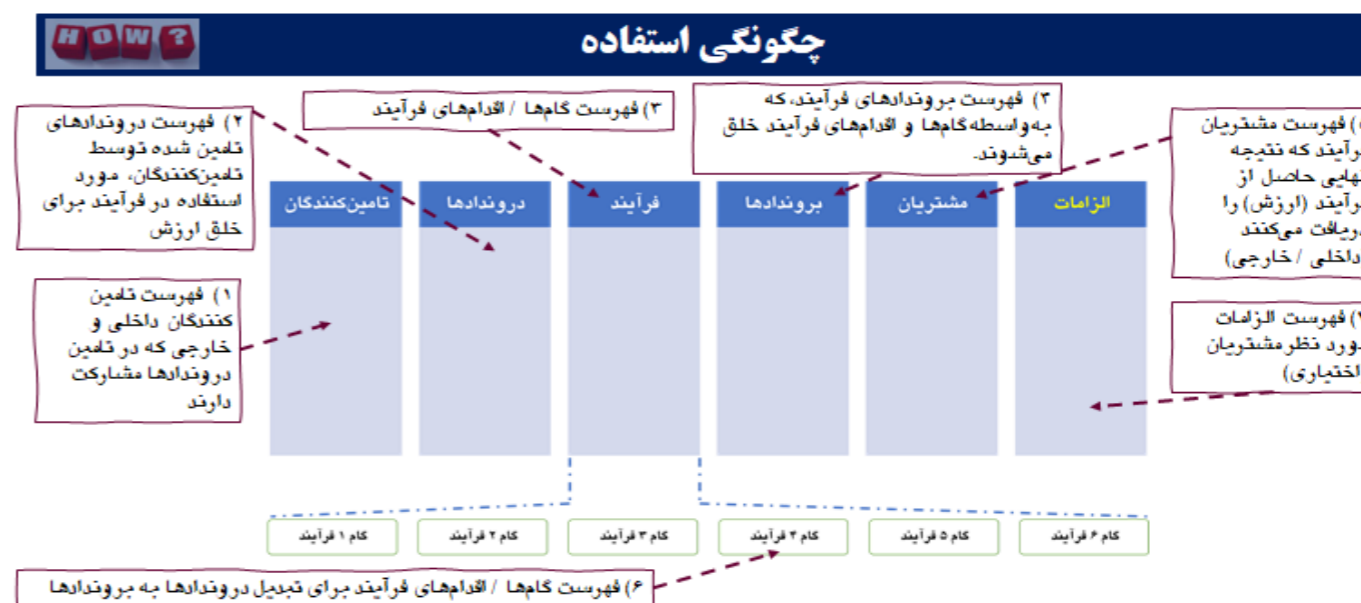 HOW?
چگونگی استفاده
۲) فهرست دروندادهای
تامین شده توسط
تامین‌کنندگان، مورد
استفاده در فرآیند برای
خلق ارزش
۳) فهرست گام‌ها / اقدام‌های فرآیند
۴) فهرست بروندادهای فرآیند، که
به‌واسطه گام‌ها و اقدام‌های فرآیند خلق
می‌شوند.
) فهرست مشتریان
فرآیند که نتیجه
نهایی حاصل از
فرآیند (ارزش) را
دریافت می‌کنند
داخلی / خارجی)
تامین‌کنندگان
دروندادها
فرآیند
بروندادها
مشتریان
الزامات
۱) فهرست تامین
کنندگان داخلی و
خارجی که در تامین
دروندادها مشارکت
دارند
) فهرست الزامات
مورد نظر مشتریان
اختیاری)
گام ۱ فرآیند
گام ۲ فرآیند
گام ۳ فرآیند
گام ۴ فرآیند
گام ۵ فرآیند
گام ۶ فرآیند
۶) فهرست گام‌ها / اقدام‌های فرآیند برای تبدیل دروندادها به بروندادها